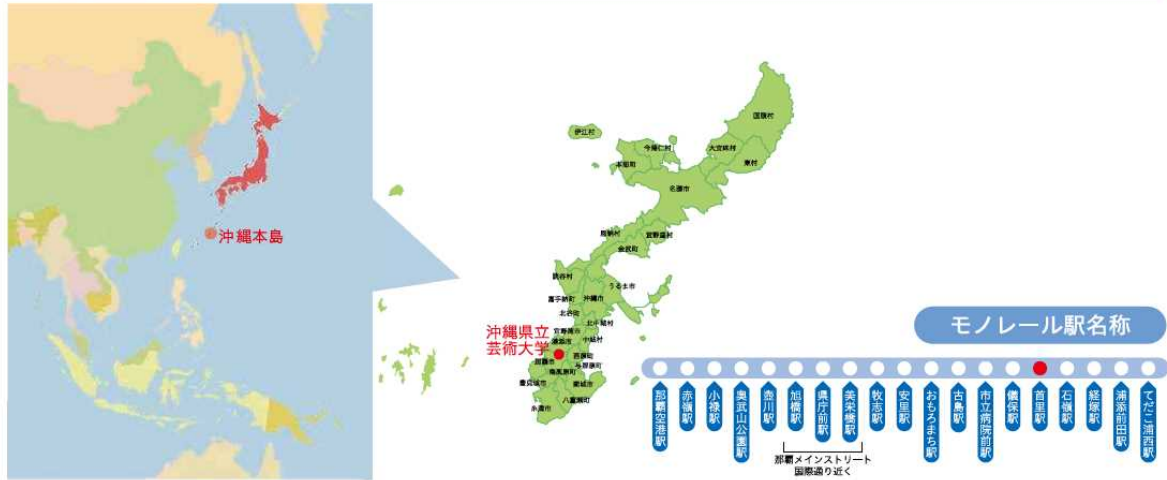 沖縄本島
国頭村
伊江村
今帰仁村
大宜味村
本部町
東村
名護市
恩納村
宜野座村
金武町
読谷村
うるま市
嘉手納町
沖縄市
北谷町
北中城村
宜野湾市
中城村
浦添市
沖縄県立
芸術大学
西原町
那覇市
与那原町
南風原町
豊見城市
南城市
八重瀬町
糸満市
モノレール駅名称
那覇空港駅
赤嶺駅
小禄駅
奥武山公園駅
壺川駅
旭橋駅
県庁前駅
美栄橋駅
牧志駅
安里駅
おもろまち駅
古島駅
市立病院前駅
儀保駅
首里駅
石嶺駅
経塚駅
浦添前田駅
てだこ浦西駅
那覇メインストリート
国際通り近く